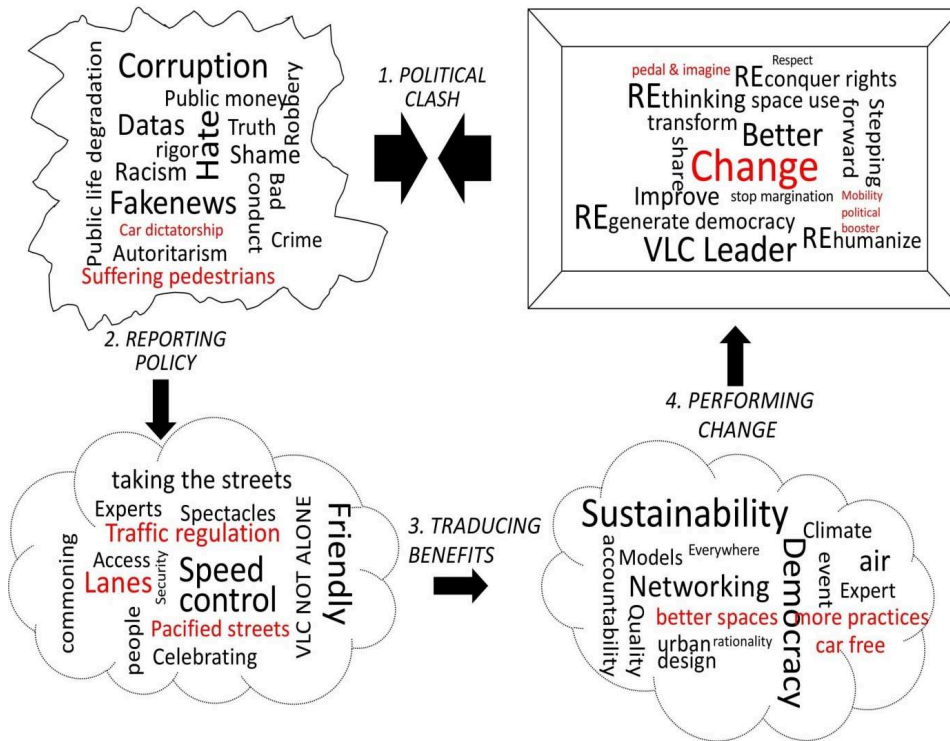 Public life degradation
Corruption
Public money
Robbery
Datas
Hate
Truth
rigor
Shame
Racism
Bad
conduct
Fakenews
Car dictatorship
Crime
Autoritarism
Suffering pedestrians
1. POLITICAL
CLASH
Respect
pedal & imagine
REconquer rights
REthinking space use
forward
Stepping
transform
Better
share
Change
Improve
stop margination
Mobility
political
booster
REgenerate democracy
REhumanize
VLC Leader
2. REPORTING
POLICY
4. PERFORMING
CHANGE
taking the streets
Experts
Spectacles
Traffic regulation
VLC NOT ALONE
Friendly
commoning
Access
Security
Lanes
Speed
control
people
Pacified streets
Celebrating
3. TRADUCING
BENEFITS
Sustainability
Climate
accountability
Models
Everywhere
Democracy
event
air
Networking
Expert
Quality
better spaces
more practices
urban
rationality
car free
design